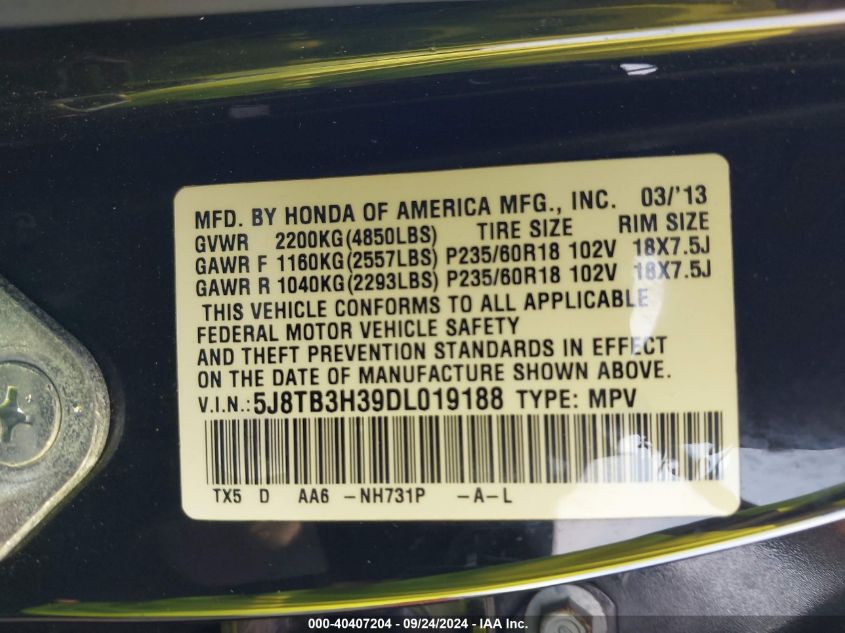 MFD. BY HONDA OF AMERICA MFG., INC. 03/'13
GVWR 2200KG(4850LBS) TIRE SIZE RIM SIZE
GAWR F 1160KG(2557LBS) P235/60R18 102V 18X7.5J
GAWR R 1040KG(2293LBS) P235/60R18 102V 18X7.5J
THIS VEHICLE CONFORMS TO ALL APPLICABLE
FEDERAL MOTOR VEHICLE SAFETY
AND THEFT PREVENTION STANDARDS IN EFFECT
ON THE DATE OF MANUFACTURE SHOWN ABOVE.
V.I.N.: 5J8TB3H39DL019188 TYPE: MPV
TX5 D AA6 -NH731P -A-L
000-40407204 - 09/24/2024 - IAA Inc.